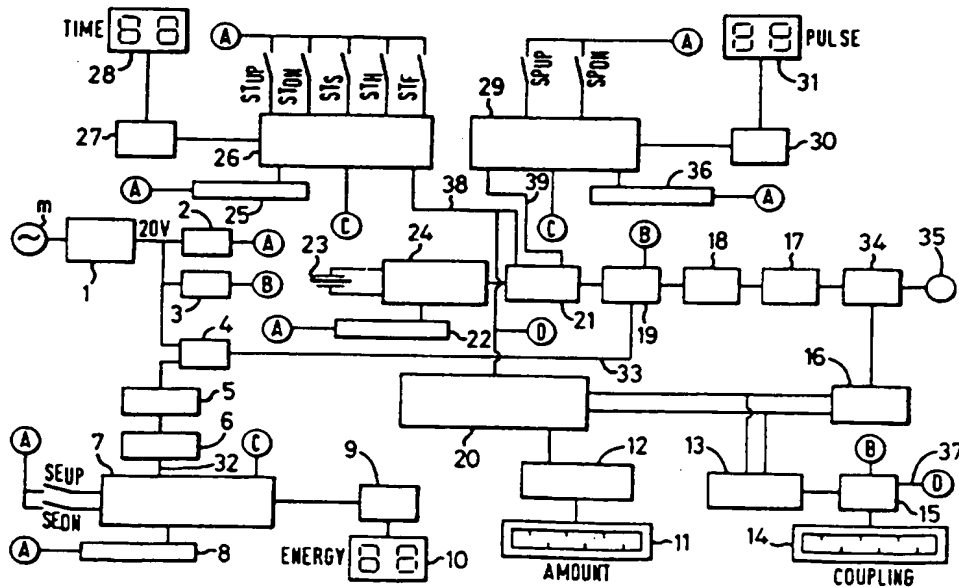 TIME
28
A
STUP
STDN
STS
STH
STF
SPUP
SPDN
A
PULSE
31
29
27
26
30
A
25
C
38
39
C
36
A
m
20V
2
A
1
3
B
23
24
B
18
17
34
35
21
19
A
22
D
4
33
5
16
6
A
7
C
32
9
20
12
13
B
37
D
SEUP
SEDN
15
A
8
ENERGY
10
11
AMOUNT
14
COUPLING